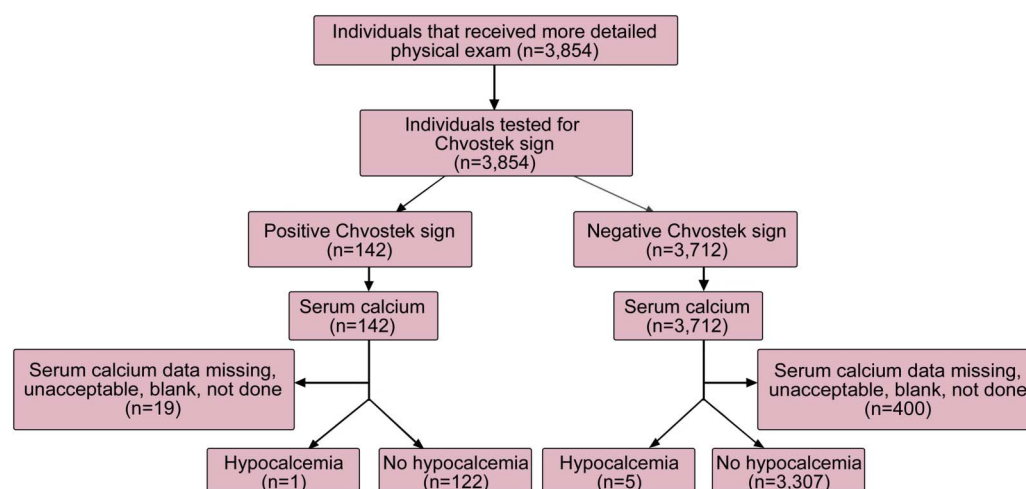 Individuals that received more detailed
physical exam (n=3,854)
Individuals tested for
Chvostek sign
(n=3,854)
Positive Chvostek sign
(n=142)
Negative Chvostek sign
(n=3,712)
Serum calcium
(n=142)
Serum calcium
(n=3,712)
Serum calcium data missing,
unacceptable, blank, not done
(n=19)
Serum calcium data missing,
unacceptable, blank, not done
(n=400)
Hypocalcemia
(n=1)
No hypocalcemia
(n=122)
Hypocalcemia
(n=5)
No hypocalcemia
(n=3,307)